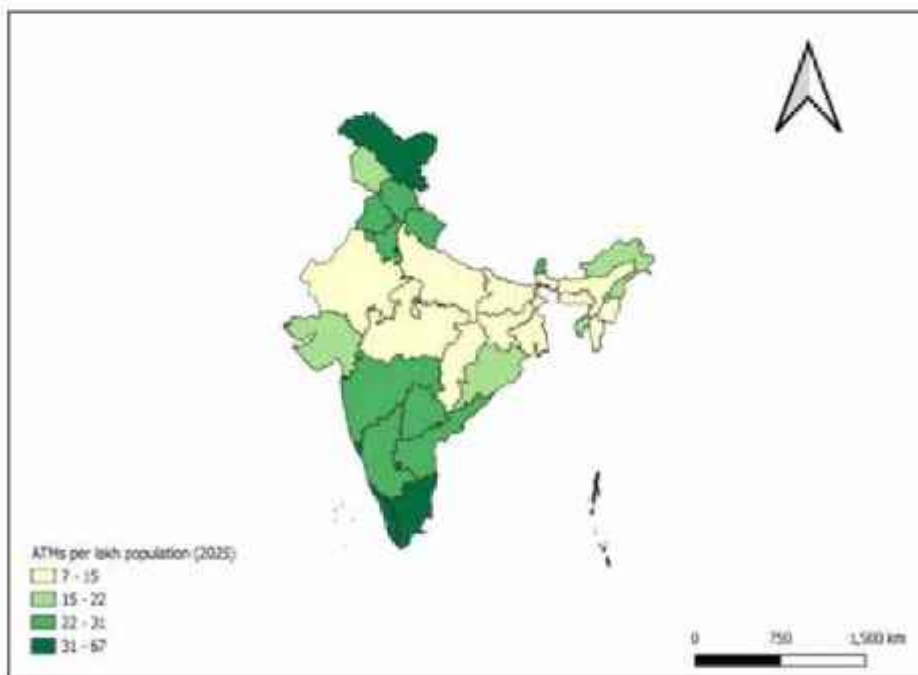 ATMs per lakh population (2025)
7 - 15
15 - 22
22 - 31
31 - 67
0 750 1,500 km